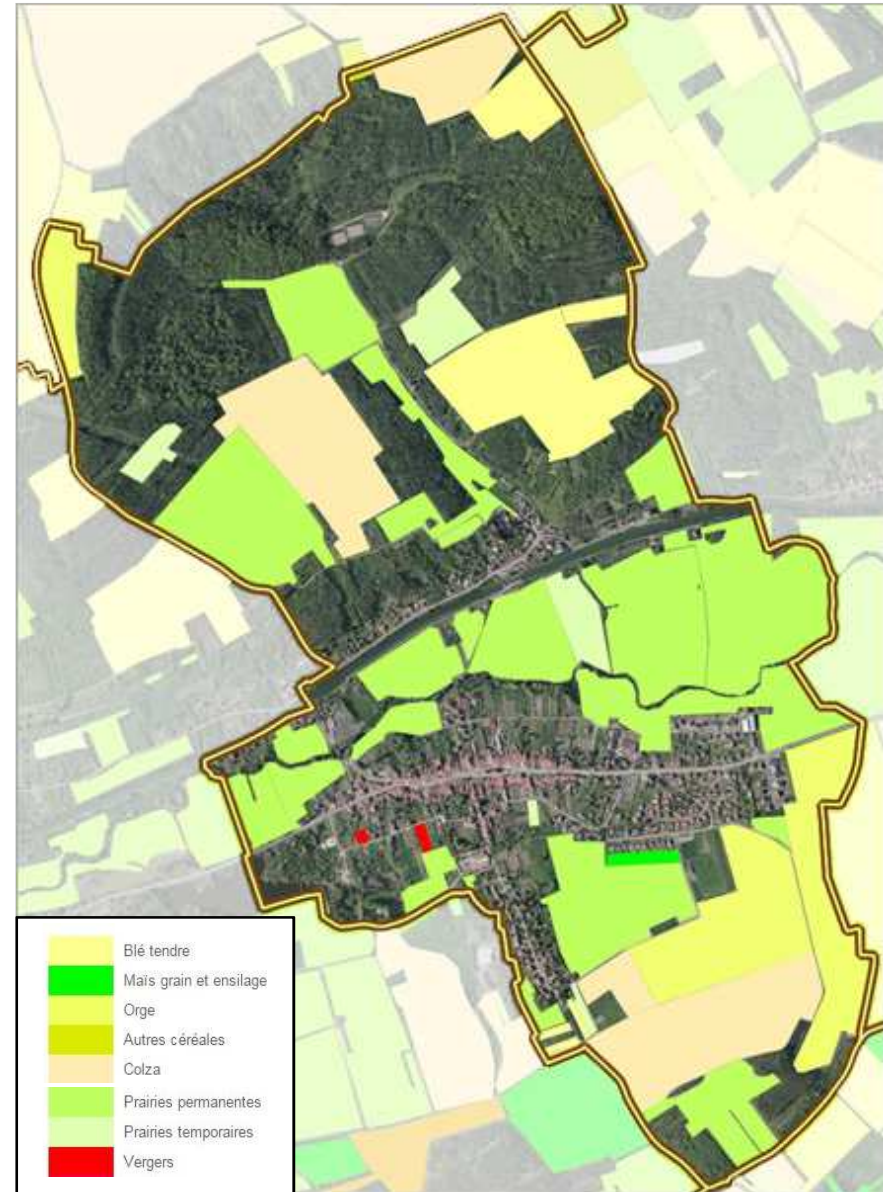 Blé tendre
Maïs grain et ensilage
Orge
Autres céréales
Colza
Prairies permanentes
Prairies temporaires
Vergers